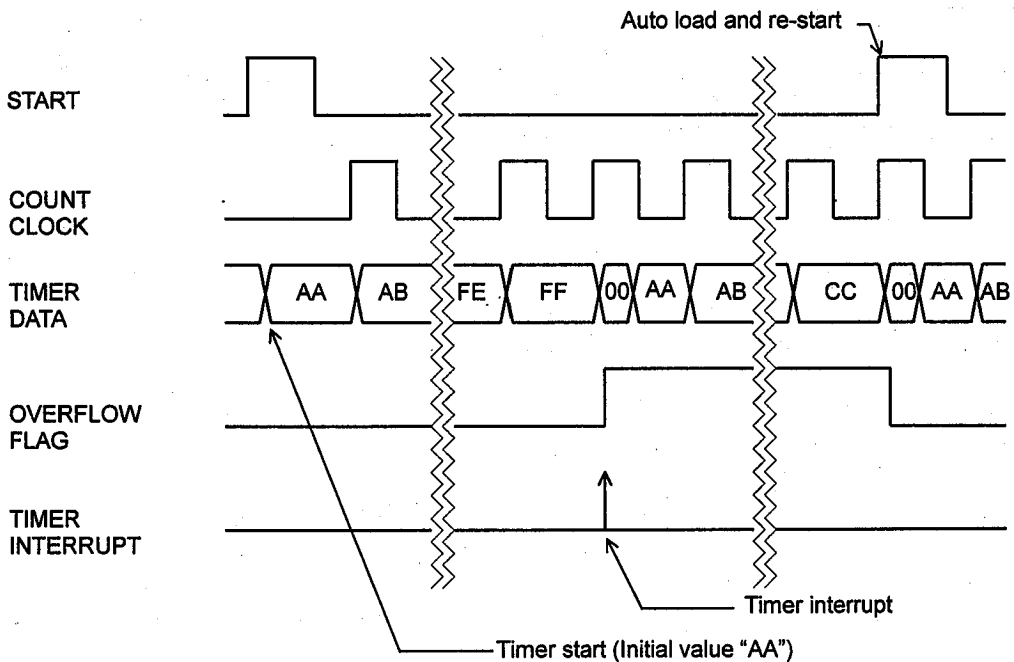 Auto load and re-start
START
COUNT
CLOCK
TIMER
DATA
AA AB FE FF 00 AA AB CC 00 AA AB
OVERFLOW
FLAG
TIMER
INTERRUPT
Timer interrupt
Timer start (Initial value “AA”)